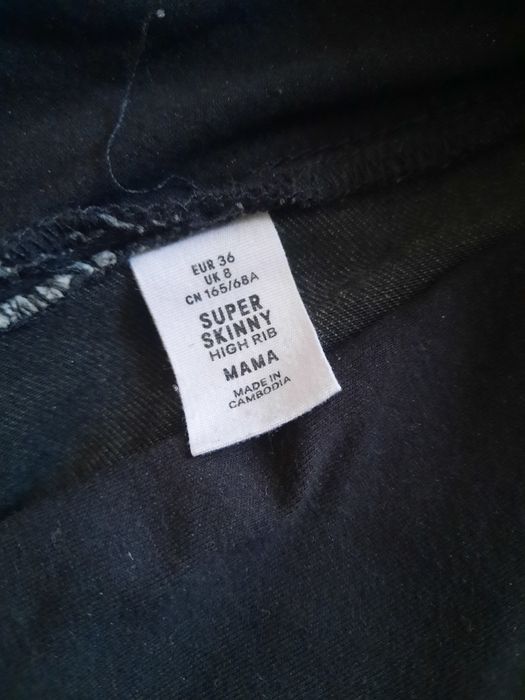 EUR 36
UK 8
CN 165/68A
SUPER
SKINNY
HIGH RIB
MAMA
MADE IN
CAMBODIA